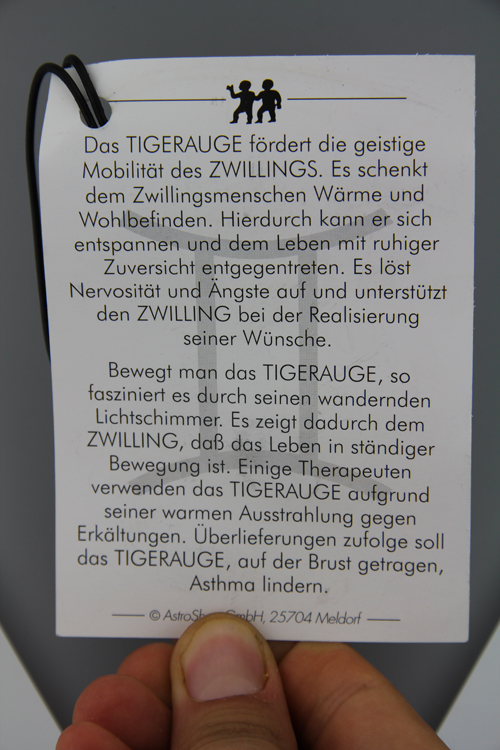 Das TIGERAUGE fördert die geistige
Mobilität des ZWILLINGS. Es schenkt
dem Zwillingsmenschen Wärme und
Wohlbefinden. Hierdurch kann er sich
entspannen und dem Leben mit ruhiger
Zuversicht entgegentreten. Es löst
Nervosität und Ängste auf und unterstützt
den ZWILLING bei der Realisierung
seiner Wünsche.
Bewegt man das TIGERAUGE, so
fasziniert es durch seinen wandernden
Lichtschimmer. Es zeigt dadurch dem
ZWILLING, daß das Leben in ständiger
Bewegung ist. Einige Therapeuten
verwenden das TIGERAUGE aufgrund
seiner warmen Ausstrahlung gegen
Erkältungen. Überlieferungen zufolge soll
das TIGERAUGE, auf der Brust getragen,
Asthma lindern.
© GmbH, 25704 Meldorf